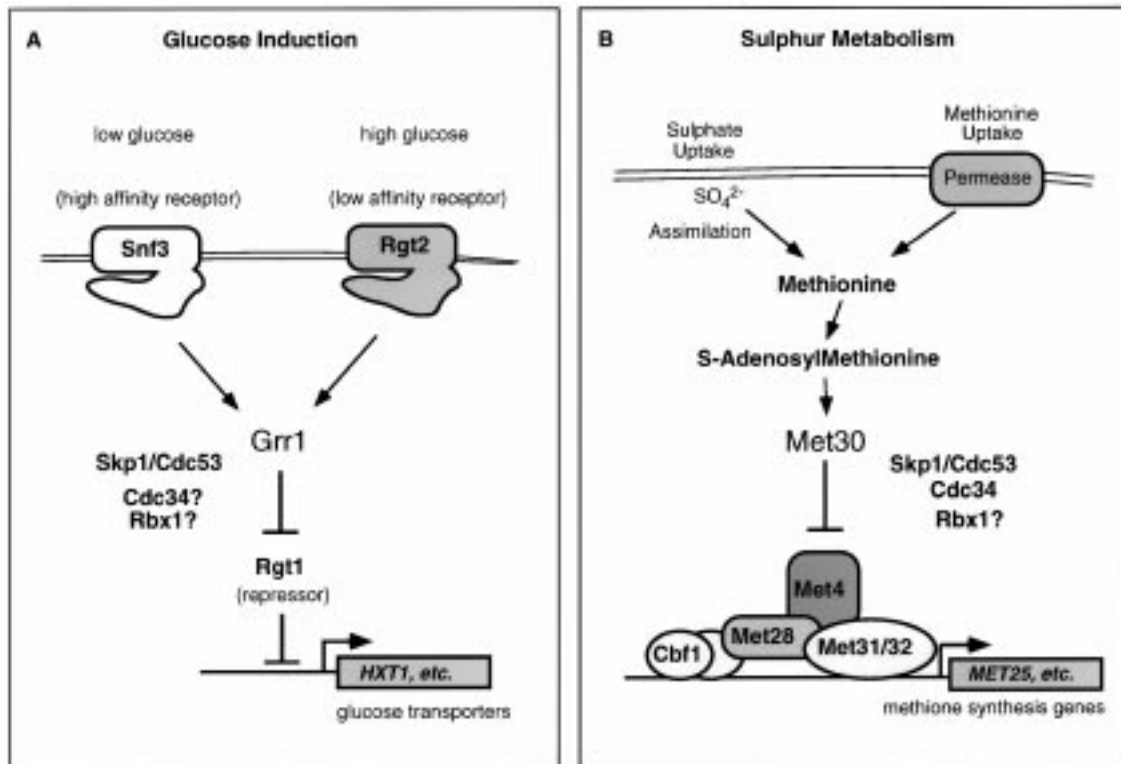 A
Glucose Induction
low glucose
high glucose
(high affinity receptor)
(low affinity receptor)
Snf3
Rgt2
Grr1
Skp1/Cdc53
Cdc34?
Rbx1?
Rgt1
(repressor)
HXT1, etc.
glucose transporters
B
Sulphur Metabolism
Sulphate
Uptake
Methionine
Uptake
Permease
SO₄²⁻
Assimilation
Methionine
S-AdenosylMethionine
Met30
Skp1/Cdc53
Cdc34
Rbx1?
Met4
Met28
Cbf1
Met31/32
MET25, etc.
methione synthesis genes